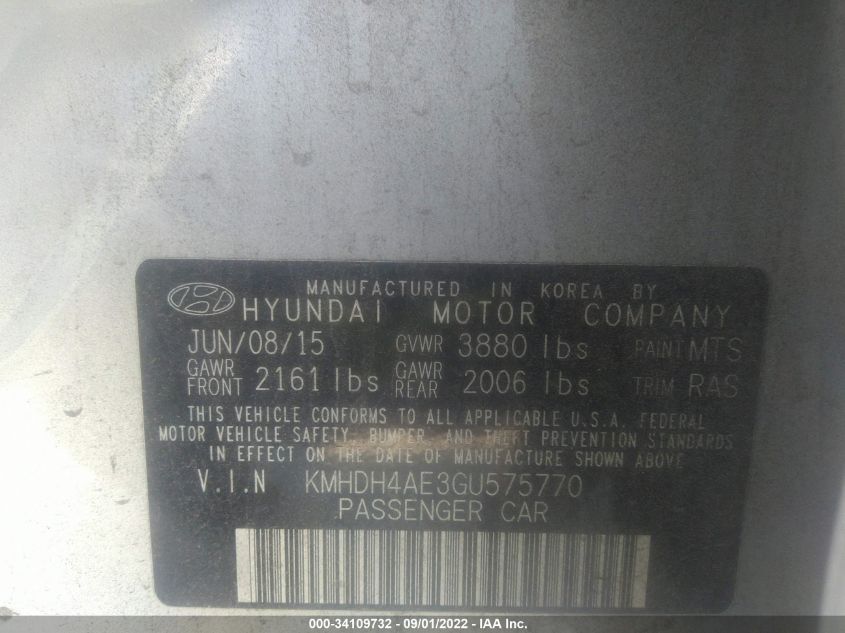 MANUFACTURED IN KOREA BY
HYUNDAI MOTOR COMPANY
JUN/08/15 GVWR 3880 lbs PAINT MTS
GAWR FRONT 2161 lbs GAWR REAR 2006 lbs TRIM RAS
THIS VEHICLE CONFORMS TO ALL APPLICABLE U.S.A. FEDERAL
MOTOR VEHICLE SAFETY, BUMPER, AND THEFT PREVENTION STANDARDS
IN EFFECT ON THE DATE OF MANUFACTURE SHOWN ABOVE
V.I.N KMHDH4AE3GU575770
PASSENGER CAR
000-34109732 - 09/01/2022 - IAA Inc.